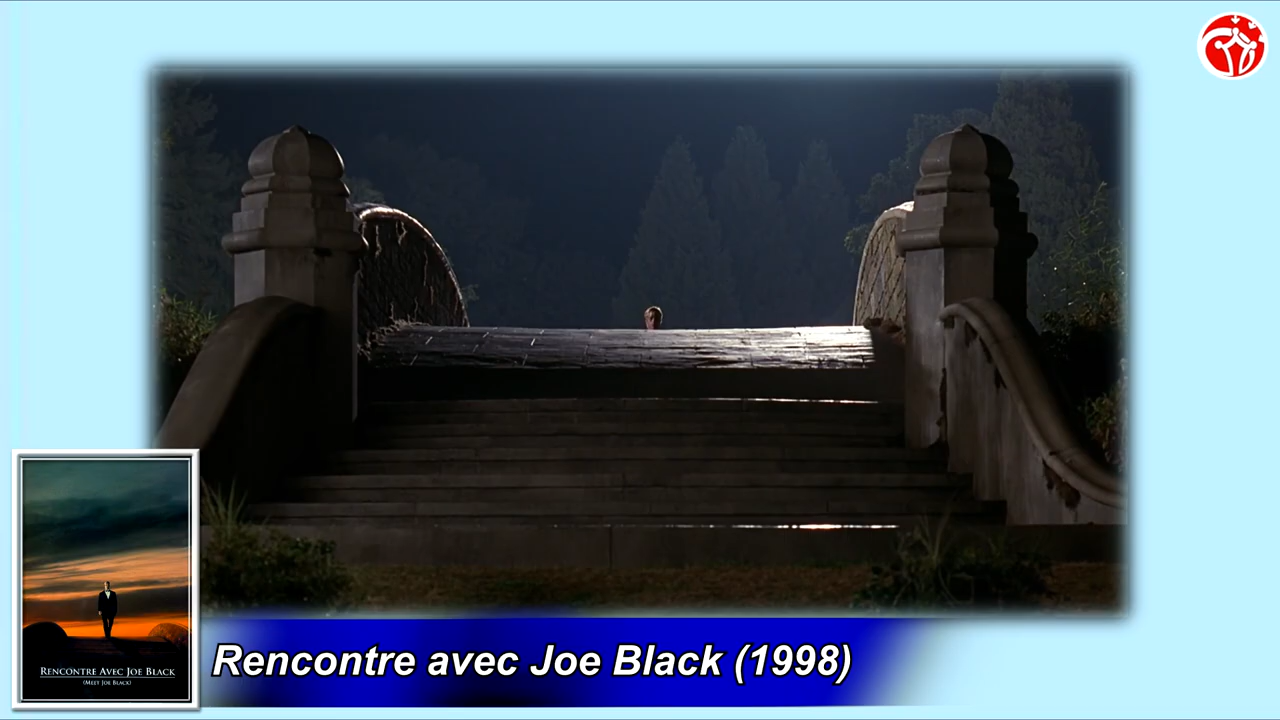 RENCONTRE AVEC JOE BLACK
(MEET JOE BLACK)
Rencontre avec Joe Black (1998)